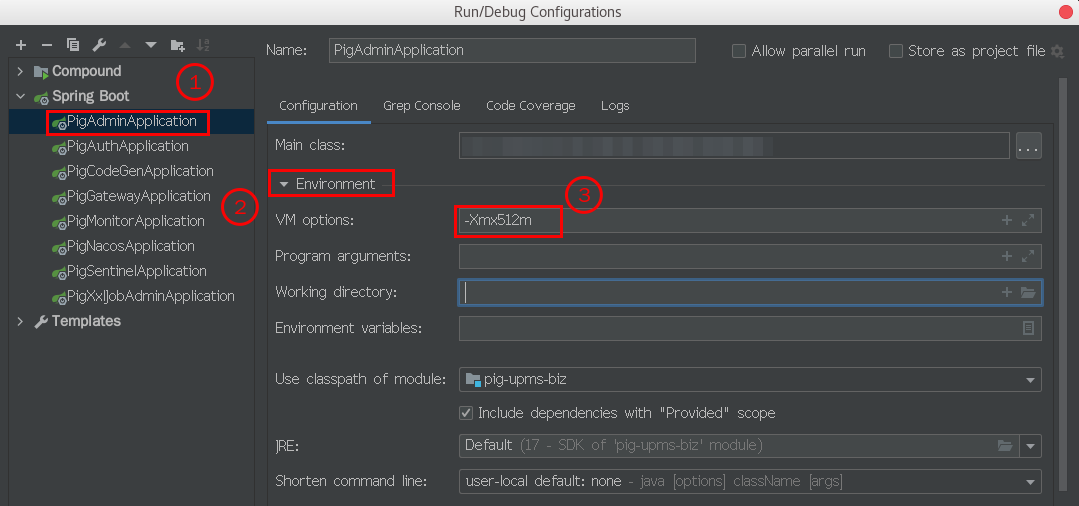 Run/Debug Configurations
Name: PigAdminApplication Allow parallel run Store as project file
Compound
Spring Boot
1
PigAdminApplication
PigAuthApplication
PigCodeGenApplication
PigGatewayApplication
2
PigMonitorApplication
PigNacosApplication
PigSentinelApplication
PigXxlJobAdminApplication
Templates
Configuration Grep Console Code Coverage Logs
Main class: ...
Environment
3
VM options: -Xmx512m
Program arguments:
Working directory:
Environment variables:
Use classpath of module: pig-upms-biz
Include dependencies with "Provided" scope
JRE: Default (17 - SDK of 'pig-upms-biz' module)
Shorten command line: user-local default: none - java [options] className [args]